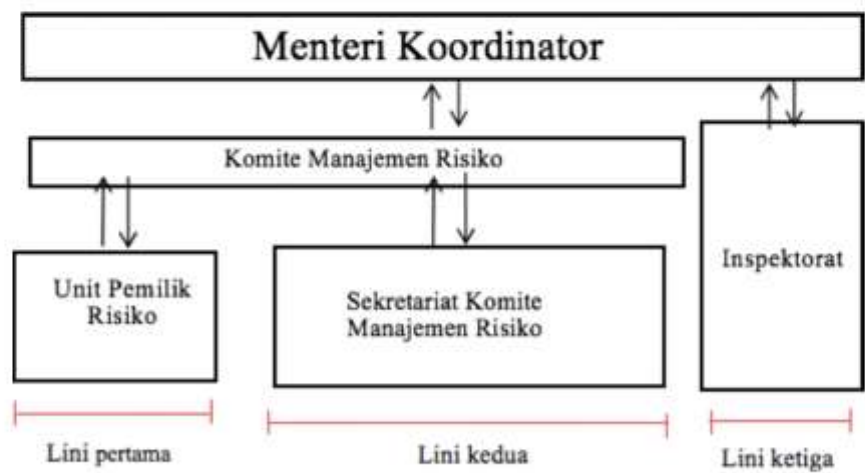 Menteri Koordinator
Komite Manajemen Risiko
Unit Pemilik
Risiko
Sekretariat Komite
Manajemen Risiko
Inspektorat
Lini pertama
Lini kedua
Lini ketiga